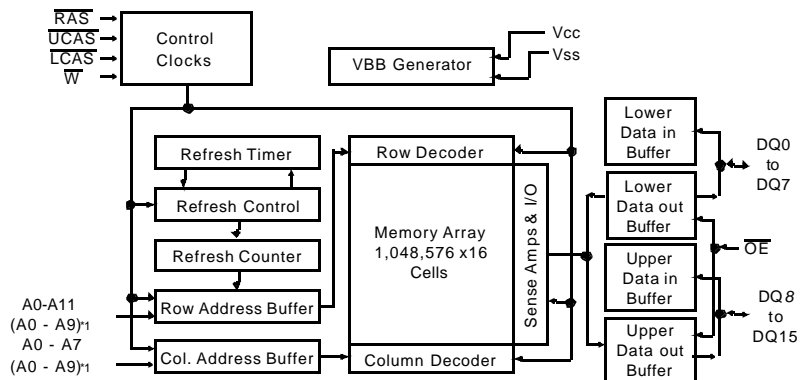 RAS
UCAS
LCAS
W
Control
Clocks
VBB Generator
Vcc
Vss
Refresh Timer
Refresh Control
Refresh Counter
Row Address Buffer
Col. Address Buffer
A0-A11
(A0 - A9)*1
A0 - A7
(A0 - A9)*1
Row Decoder
Memory Array
1,048,576 x16
Cells
Column Decoder
Sense Amps & I/O
Lower
Data in
Buffer
Lower
Data out
Buffer
Upper
Data in
Buffer
Upper
Data out
Buffer
DQ0
to
DQ7
OE
DQ8
to
DQ15